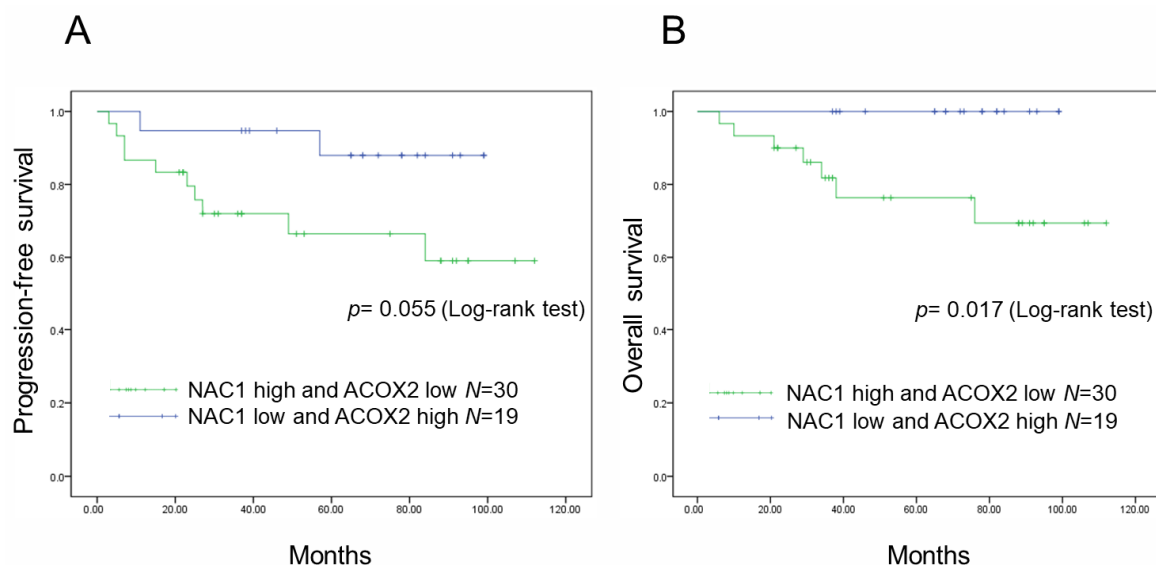 A
Progression-free survival
1.0
0.8
0.6
0.4
0.2
0.0
p= 0.055 (Log-rank test)
NAC1 high and ACOX2 low N=30
NAC1 low and ACOX2 high N=19
0.00 20.00 40.00 60.00 80.00 100.00 120.00
Months
B
Overall survival
1.0
0.8
0.6
0.4
0.2
0.0
p= 0.017 (Log-rank test)
NAC1 high and ACOX2 low N=30
NAC1 low and ACOX2 high N=19
0.00 20.00 40.00 60.00 80.00 100.00 120.00
Months